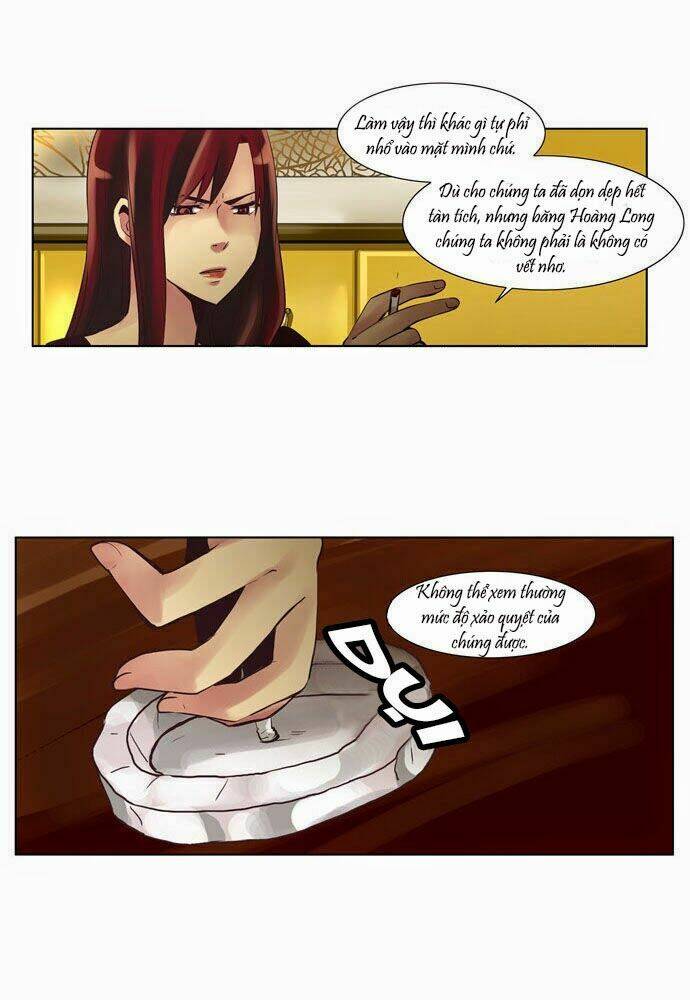 Làm vậy thì khác gì tự phỉ
nhổ vào mặt mình chứ.
Dù cho chúng ta đã dọn dẹp hết
tàn tích, nhưng băng Hoàng Long
chúng ta không phải là không có
vết nhơ.
Không thể xem thường
mức độ xảo quyệt của
chúng được.
DỤI